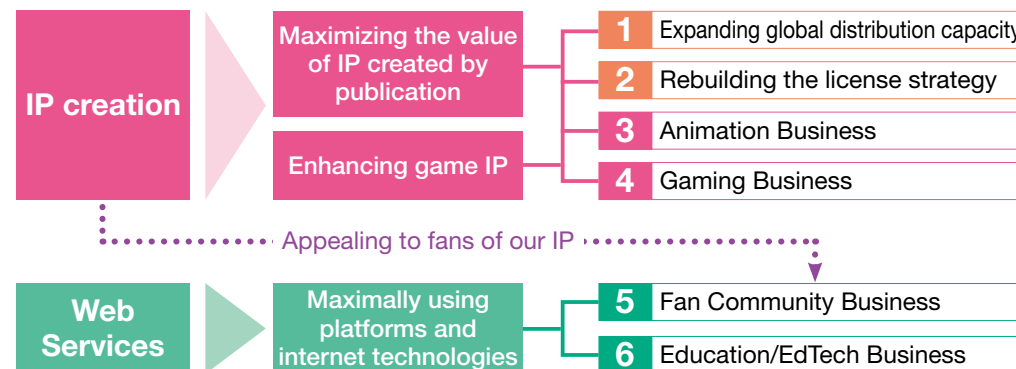 IP creation
Maximizing the value
of IP created by
publication
Enhancing game IP
1 Expanding global distribution capacity
2 Rebuilding the license strategy
3 Animation Business
4 Gaming Business
Appealing to fans of our IP
Web
Services
Maximally using
platforms and
internet technologies
5 Fan Community Business
6 Education/EdTech Business